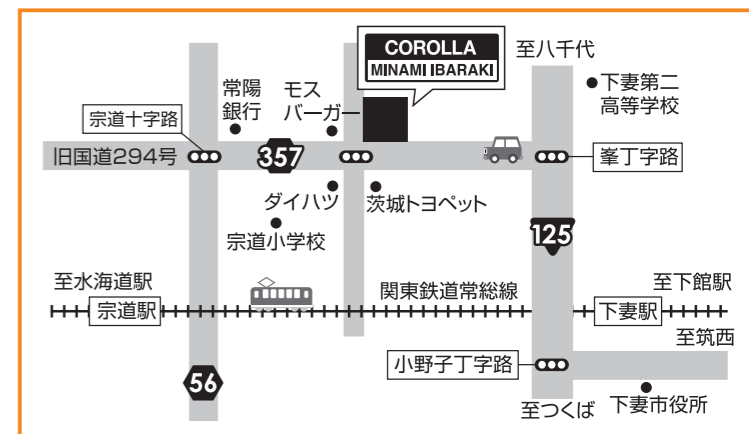 COROLLA
MINAMI IBARAKI
至八千代
常陽
銀行
モス
バーガー
下妻第二
高等学校
宗道十字路
旧国道294号
357
峯丁字路
ダイハツ
茨城トヨペット
宗道小学校
125
至水海道駅
関東鉄道常総線
至下館駅
宗道駅
下妻駅
至筑西
小野子丁字路
56
至つくば
下妻市役所